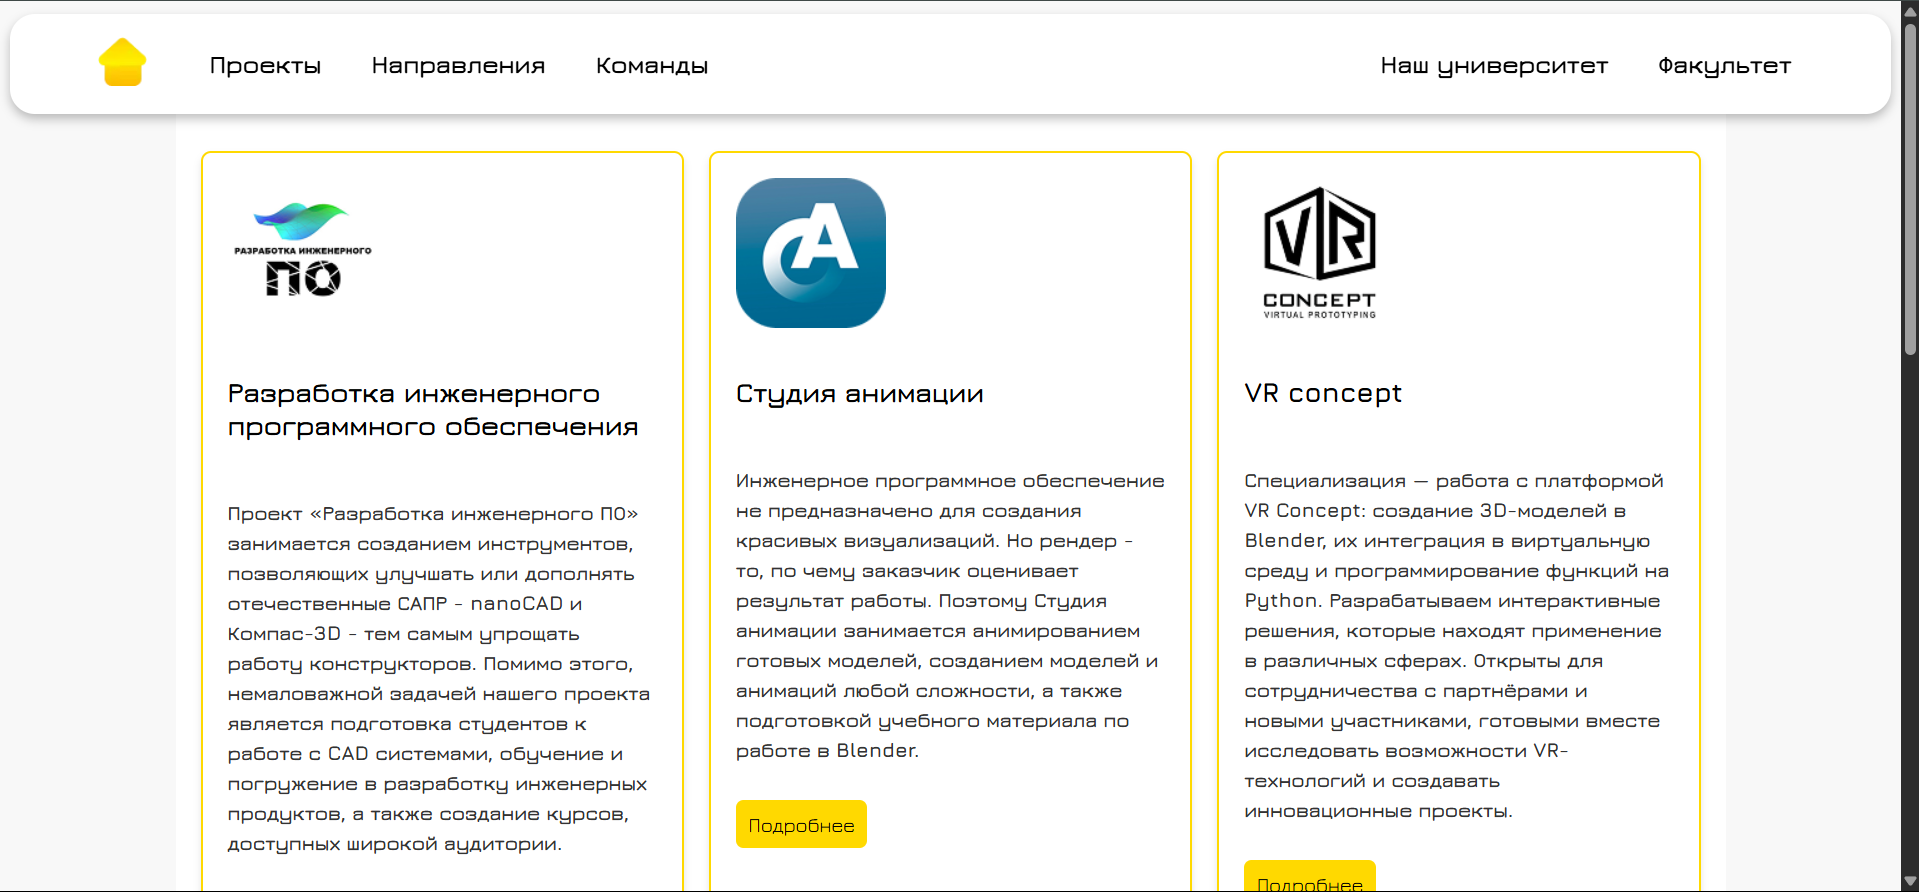 Проекты
Направления
Команды
Наш университет
Факультет
РАЗРАБОТКА ИНЖЕНЕРНОГО
ПО
Разработка инженерного
программного обеспечения
Проект «Разработка инженерного ПО»
занимается созданием инструментов,
позволяющих улучшать или дополнять
отечественные САПР - nanoCAD и
Компас-3D - тем самым упрощать
работу конструкторов. Помимо этого,
немаловажной задачей нашего проекта
является подготовка студентов к
работе с CAD системами, обучение и
погружение в разработку инженерных
продуктов, а также создание курсов,
доступных широкой аудитории.
CA
Студия анимации
Инженерное программное обеспечение
не предназначено для создания
красивых визуализаций. Но рендер -
то, по чему заказчик оценивает
результат работы. Поэтому Студия
анимации занимается анимированием
готовых моделей, созданием моделей и
анимаций любой сложности, а также
подготовкой учебного материала по
работе в Blender.
Подробнее
VR
CONCEPT
VIRTUAL PROTOTYPING
VR concept
Специализация — работа с платформой
VR Concept: создание 3D-моделей в
Blender, их интеграция в виртуальную
среду и программирование функций на
Python. Разрабатываем интерактивные
решения, которые находят применение
в различных сферах. Открыты для
сотрудничества с партнёрами и
новыми участниками, готовыми вместе
исследовать возможности VR-
технологий и создавать
инновационные проекты.
Подробнее